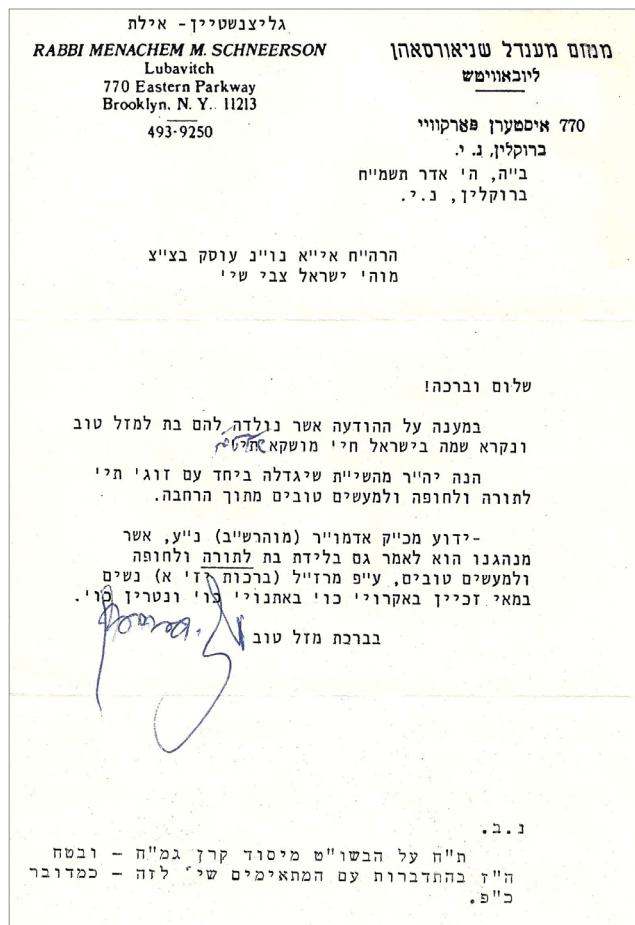 גליצנשטיין - אילת
RABBI MENACHEM M. SCHNEERSON
Lubavitch
770 Eastern Parkway
Brooklyn, N. Y. 11213
493-9250
מנחם מענדל שניאורסאהן
ליובאוויטש
770 איסטערן פארקוויי
ברוקלין, נ. י.
ב"ה, ה' אדר תשמ"ח
ברוקלין, נ.י.
הרה"ח אי"א נו"נ עוסק בצ"צ
מוה' ישראל צבי שי'
שלום וברכה!
במענה על ההודעה אשר נולדה להם בת למזל טוב
ונקרא שמה בישראל חי' מושקא תי'
הנה יה"ר מהשי"ת שיגדלה ביחד עם זוג' תי'
לתורה ולחופה ולמעשים טובים מתוך הרחבה.
-ידוע מכ"ק אדמו"ר (מוהרש"ב) נ"ע, אשר
מנהגנו הוא לאמר גם בלידת בת לתורה ולחופה
ולמעשים טובים, ע"פ מרז"ל (ברכות יז' א) נשים
במאי זכיין באקרויי כו' באתנויי כו' ונטרין כו'.
בברכת מזל טוב
נ.ב.
ת"ח על הבשו"ט מיסוד קרן גמ"ח - ובטח
ה"ז בהתדברות עם המתאימים שי' לזה - כמדובר
כ"פ.